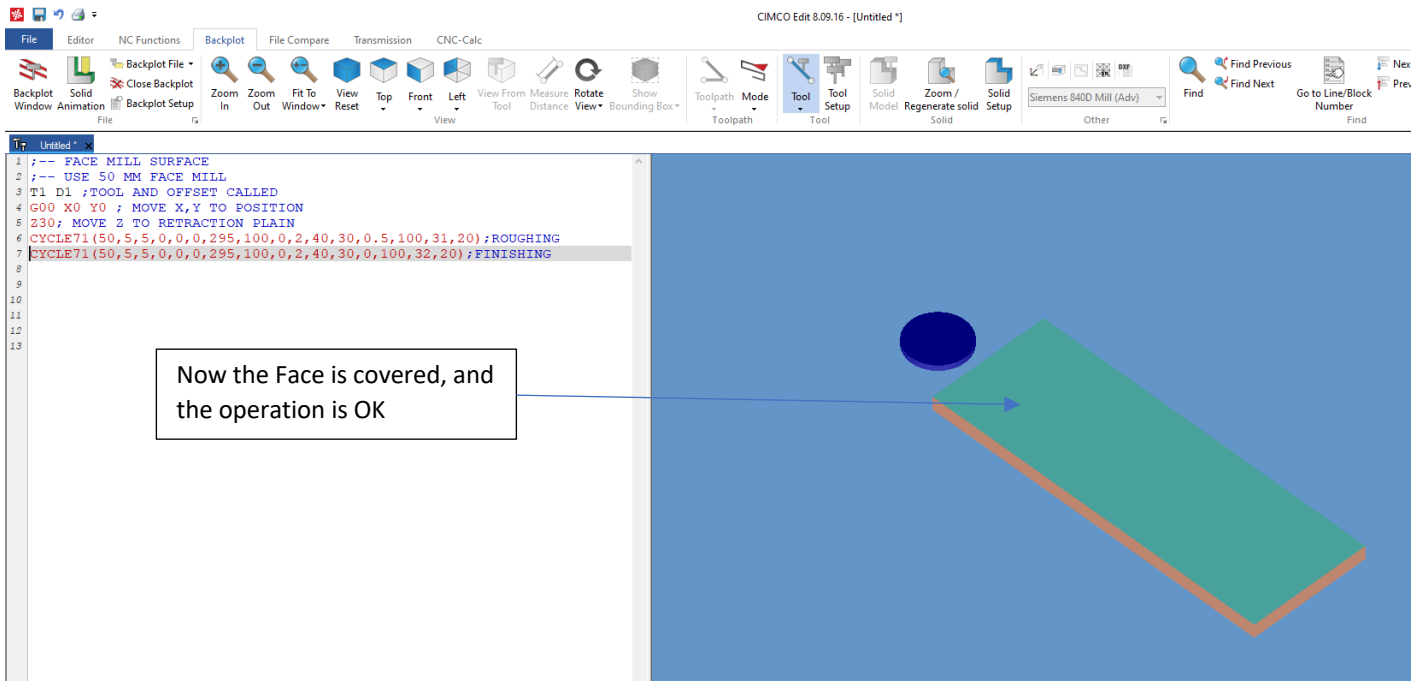 CIMCO Edit 8.09.16 - [Untitled *]
File Editor NC Functions Backplot File Compare Transmission CNC-Calc
Backplot Window
Solid Animation
Backplot File
Close Backplot
Backplot Setup
File
Zoom In
Zoom Out
Fit To Window
View Reset
Top
Front
Left
View From Tool
Measure Distance
Rotate View
Show Bounding Box
View
Toolpath
Mode
Toolpath
Tool
Tool Setup
Tool
Solid Model
Zoom / Regenerate solid
Solid Setup
Solid
DXF
Siemens 840D Mill (Adv)
Other
Find
Find Previous
Find Next
Go to Line/Block Number
Nex
Prev
Find
Untitled *
1 ;-- FACE MILL SURFACE
2 ;-- USE 50 MM FACE MILL
3 T1 D1 ;TOOL AND OFFSET CALLED
4 G00 X0 Y0 ; MOVE X,Y TO POSITION
5 Z30; MOVE Z TO RETRACTION PLAIN
6 CYCLE71(50,5,5,0,0,0,295,100,0,2,40,30,0.5,100,31,20);ROUGHING
7 CYCLE71(50,5,5,0,0,0,295,100,0,2,40,30,0,100,32,20);FINISHING
8
9
10
11
12
13
Now the Face is covered, and
the operation is OK